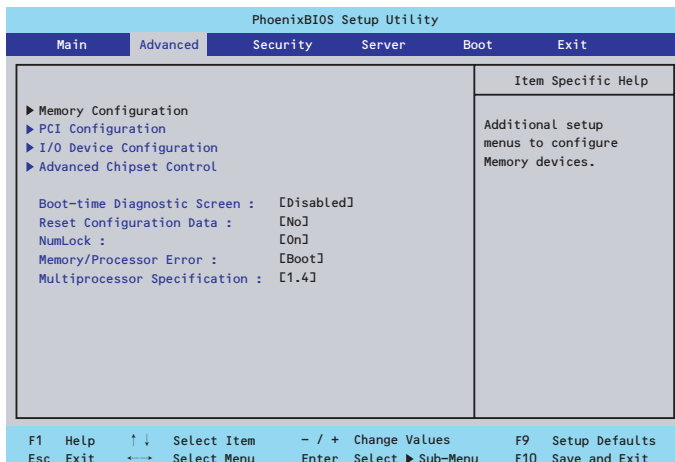 PhoenixBIOS Setup Utility
Main Advanced Security Server Boot Exit
Item Specific Help
▶ Memory Configuration
▶ PCI Configuration
▶ I/O Device Configuration
▶ Advanced Chipset Control
Boot-time Diagnostic Screen : [Disabled]
Reset Configuration Data : [No]
NumLock : [On]
Memory/Processor Error : [Boot]
Multiprocessor Specification : [1.4]
Additional setup
menus to configure
Memory devices.
F1 Help ↑↓ Select Item - / + Change Values F9 Setup Defaults
Esc Exit ←→ Select Menu Enter Select ▶ Sub-Menu F10 Save and Exit